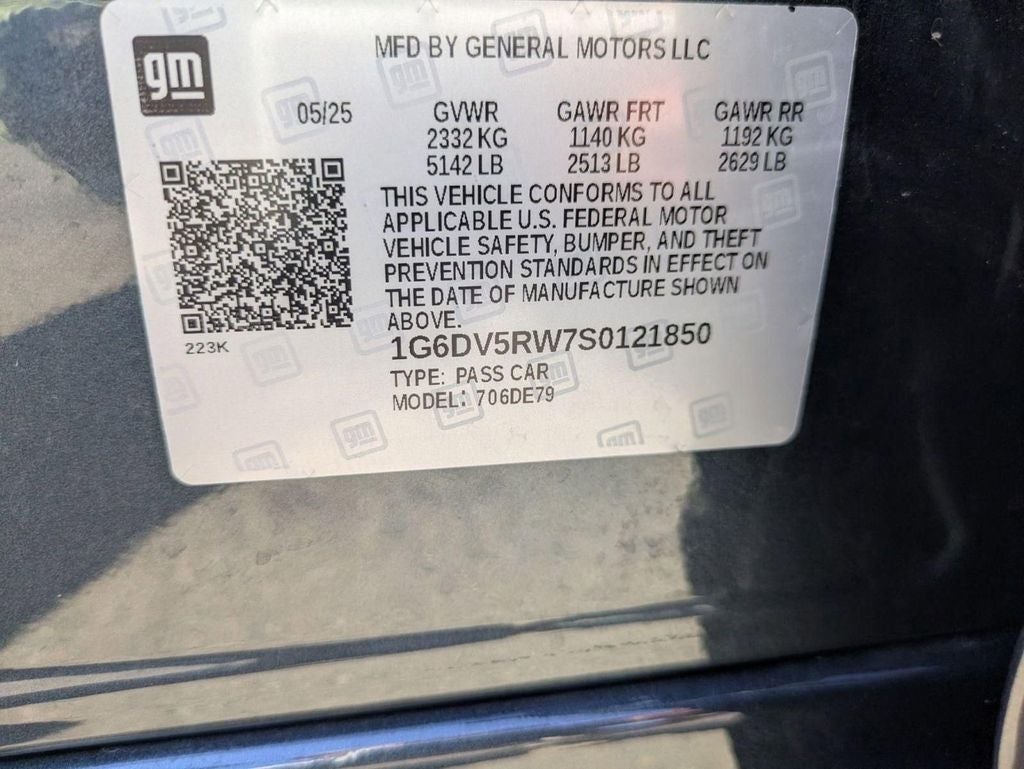 gm
MFD BY GENERAL MOTORS LLC
05/25 GVWR GAWR FRT GAWR RR
2332 KG 1140 KG 1192 KG
5142 LB 2513 LB 2629 LB
THIS VEHICLE CONFORMS TO ALL
APPLICABLE U.S. FEDERAL MOTOR
VEHICLE SAFETY, BUMPER, AND THEFT
PREVENTION STANDARDS IN EFFECT ON
THE DATE OF MANUFACTURE SHOWN
ABOVE.
223K
1G6DV5RW7S0121850
TYPE: PASS CAR
MODEL: 706DE79